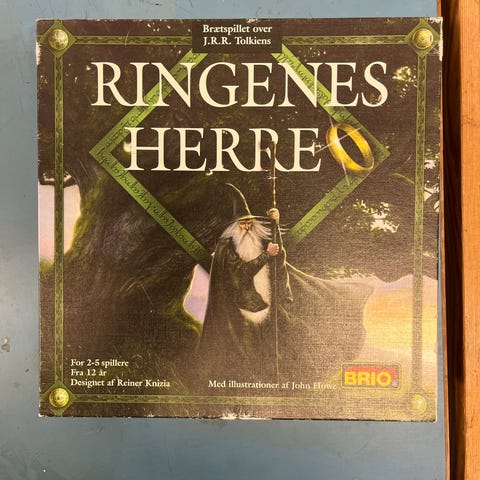 Brætspillet over
J.R.R. Tolkiens
RINGENES
HERRE
For 2-5 spillere
Fra 12 år
Designet af Reiner Knizia
Med illustrationer af John Howe
BRIO